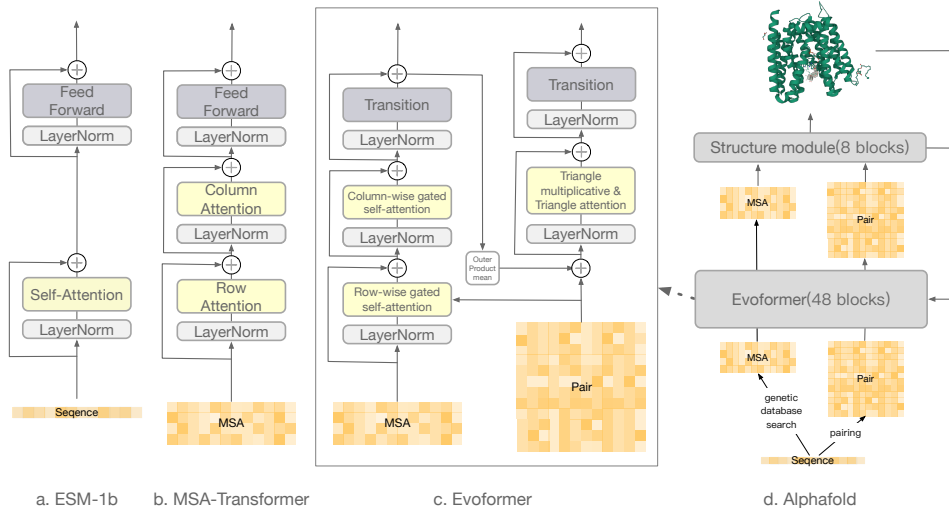 Feed
Forward
LayerNorm
Self-Attention
LayerNorm
Seqence
a. ESM-1b
Feed
Forward
LayerNorm
Column
Attention
LayerNorm
Row
Attention
LayerNorm
MSA
b. MSA-Transformer
Transition
LayerNorm
Column-wise gated
self-attention
LayerNorm
Row-wise gated
self-attention
LayerNorm
MSA
Outer
Product
mean
Transition
LayerNorm
Triangle
multiplicative &
Triangle attention
LayerNorm
Pair
c. Evoformer
Structure module(8 blocks)
MSA
Pair
Evoformer(48 blocks)
MSA
Pair
genetic
database
search
pairing
Seqence
d. Alphafold